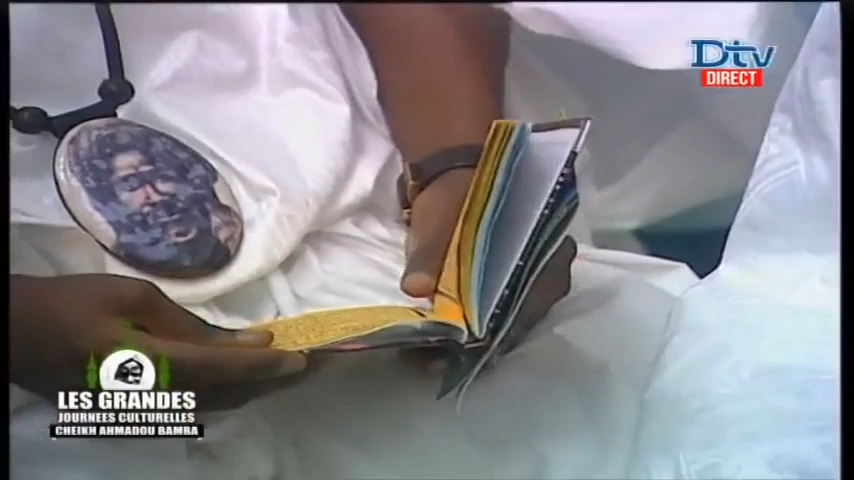 Dtv
DIRECT
LES GRANDES
JOURNEES CULTURELLES
CHEIKH AHMADOU BAMBA